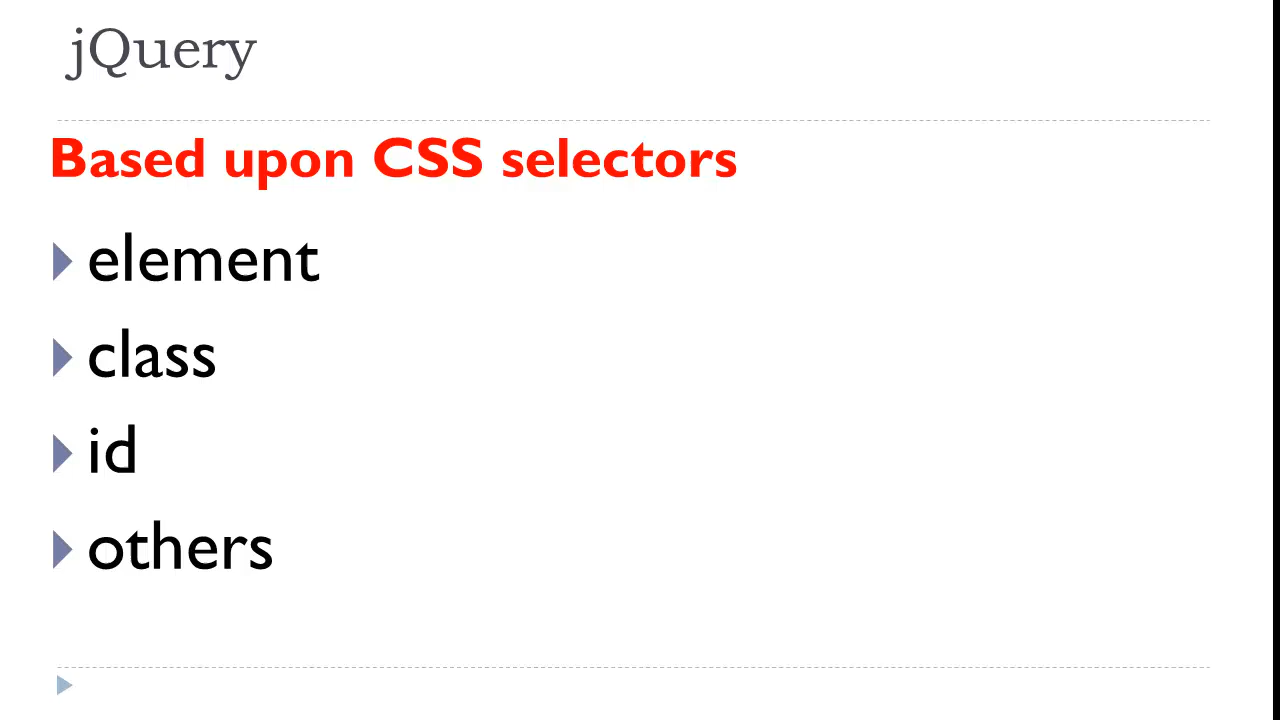 jQuery
Based upon CSS selectors
element
class
id
others